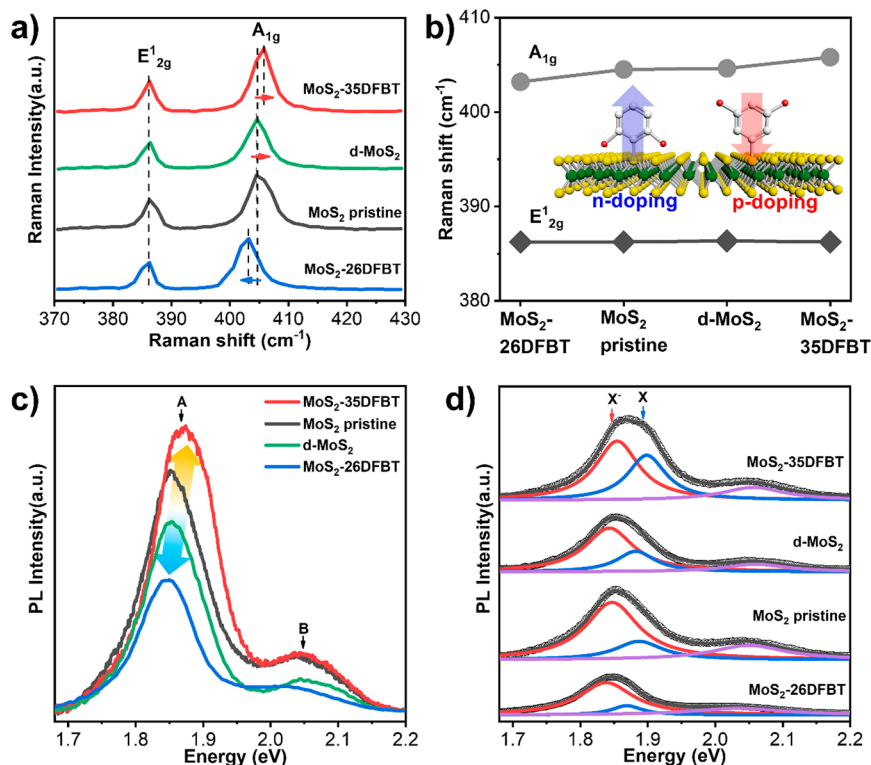 a)
E¹₂g
A₁g
MoS₂-35DFBT
d-MoS₂
MoS₂ pristine
MoS₂-26DFBT
Raman Intensity(a.u.)
370 380 390 400 410 420 430
Raman shift (cm⁻¹)
b)
A₁g
n-doping
p-doping
E¹₂g
Raman shift (cm⁻¹)
410
400
390
380
MoS₂-
26DFBT
MoS₂
pristine
d-MoS₂
MoS₂-
35DFBT
c)
A
B
MoS₂-35DFBT
MoS₂ pristine
d-MoS₂
MoS₂-26DFBT
PL Intensity(a.u.)
1.7 1.8 1.9 2.0 2.1 2.2
Energy (eV)
d)
X⁻ X
MoS₂-35DFBT
d-MoS₂
MoS₂ pristine
MoS₂-26DFBT
PL Intensity(a.u.)
1.7 1.8 1.9 2.0 2.1 2.2
Energy (eV)